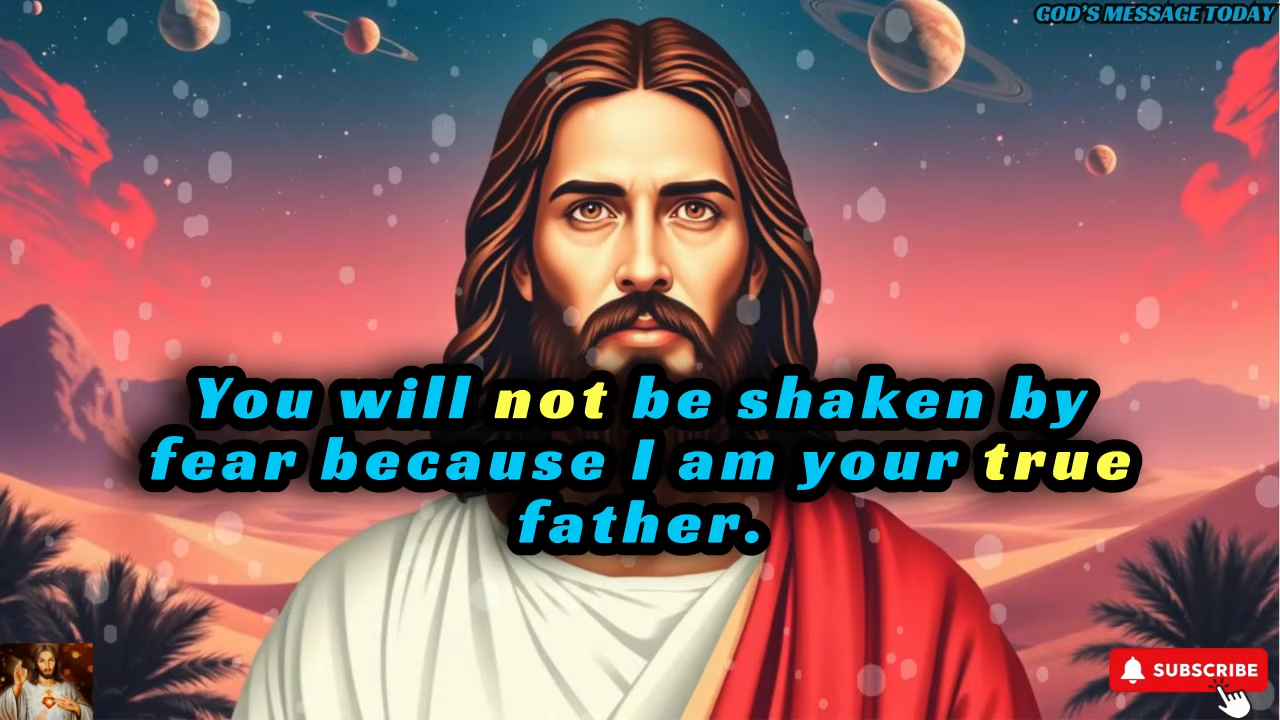 GOD'S MESSAGE TODAY
You will not be shaken by
fear because I am your true
father.
SUBSCRIBE